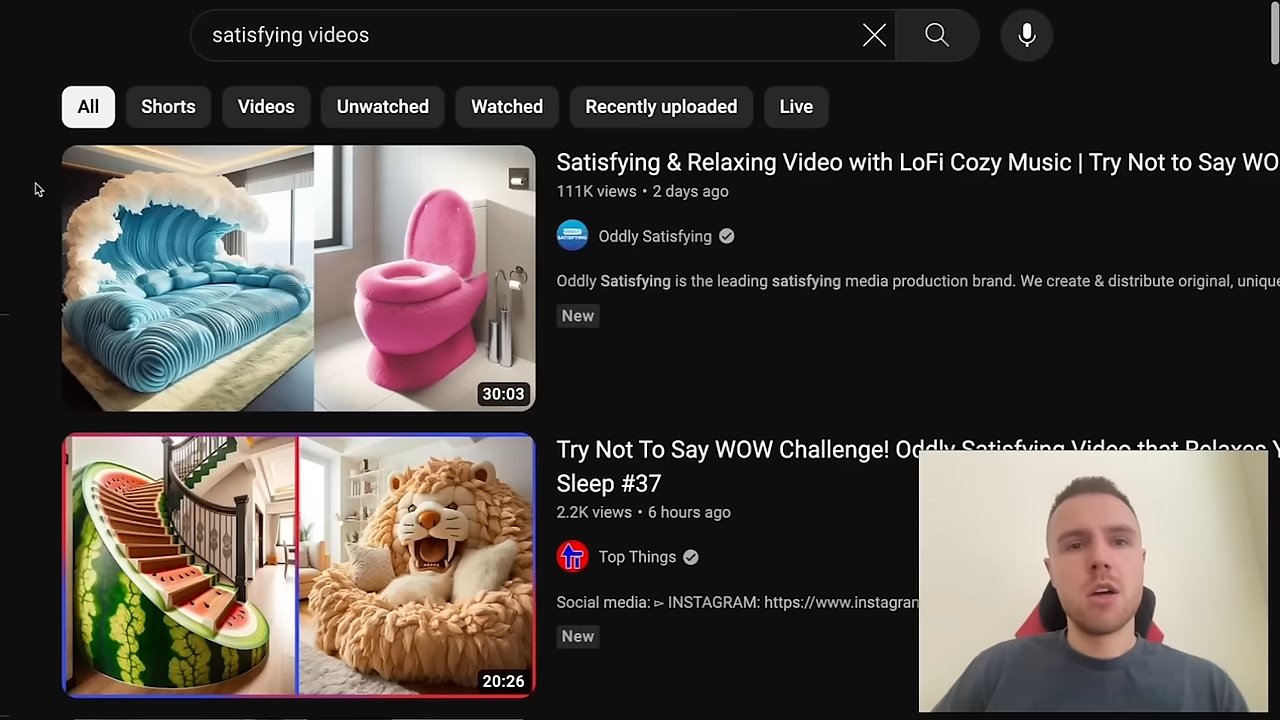 satisfying videos
All
Shorts
Videos
Unwatched
Watched
Recently uploaded
Live
Satisfying & Relaxing Video with LoFi Cozy Music | Try Not to Say WO
111K views • 2 days ago
Oddly Satisfying
Oddly Satisfying is the leading satisfying media production brand. We create & distribute original, unique
New
30:03
Try Not To Say WOW Challenge! Oddly Satisfying Video that Relaxes Y
Sleep #37
2.2K views • 6 hours ago
Top Things
Social media: ▻ INSTAGRAM: https://www.instagran
New
20:26